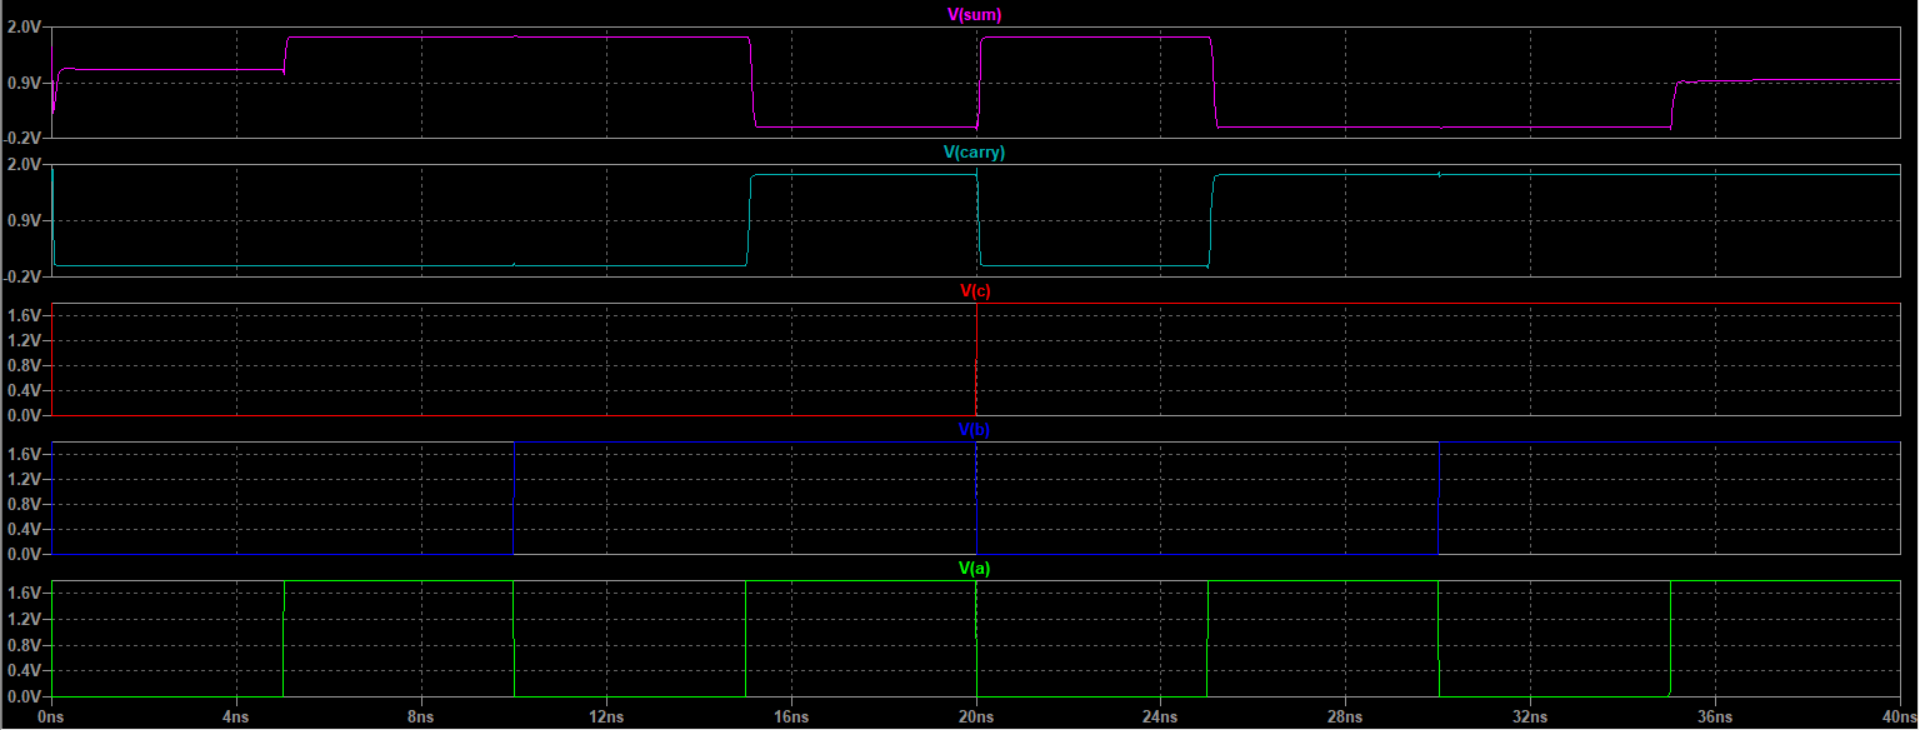 V(sum)
2.0V
0.9V
-0.2V
V(carry)
2.0V
0.9V
-0.2V
V(c)
1.6V
1.2V
0.8V
0.4V
0.0V
V(b)
1.6V
1.2V
0.8V
0.4V
0.0V
V(a)
1.6V
1.2V
0.8V
0.4V
0.0V
0ns 4ns 8ns 12ns 16ns 20ns 24ns 28ns 32ns 36ns 40ns